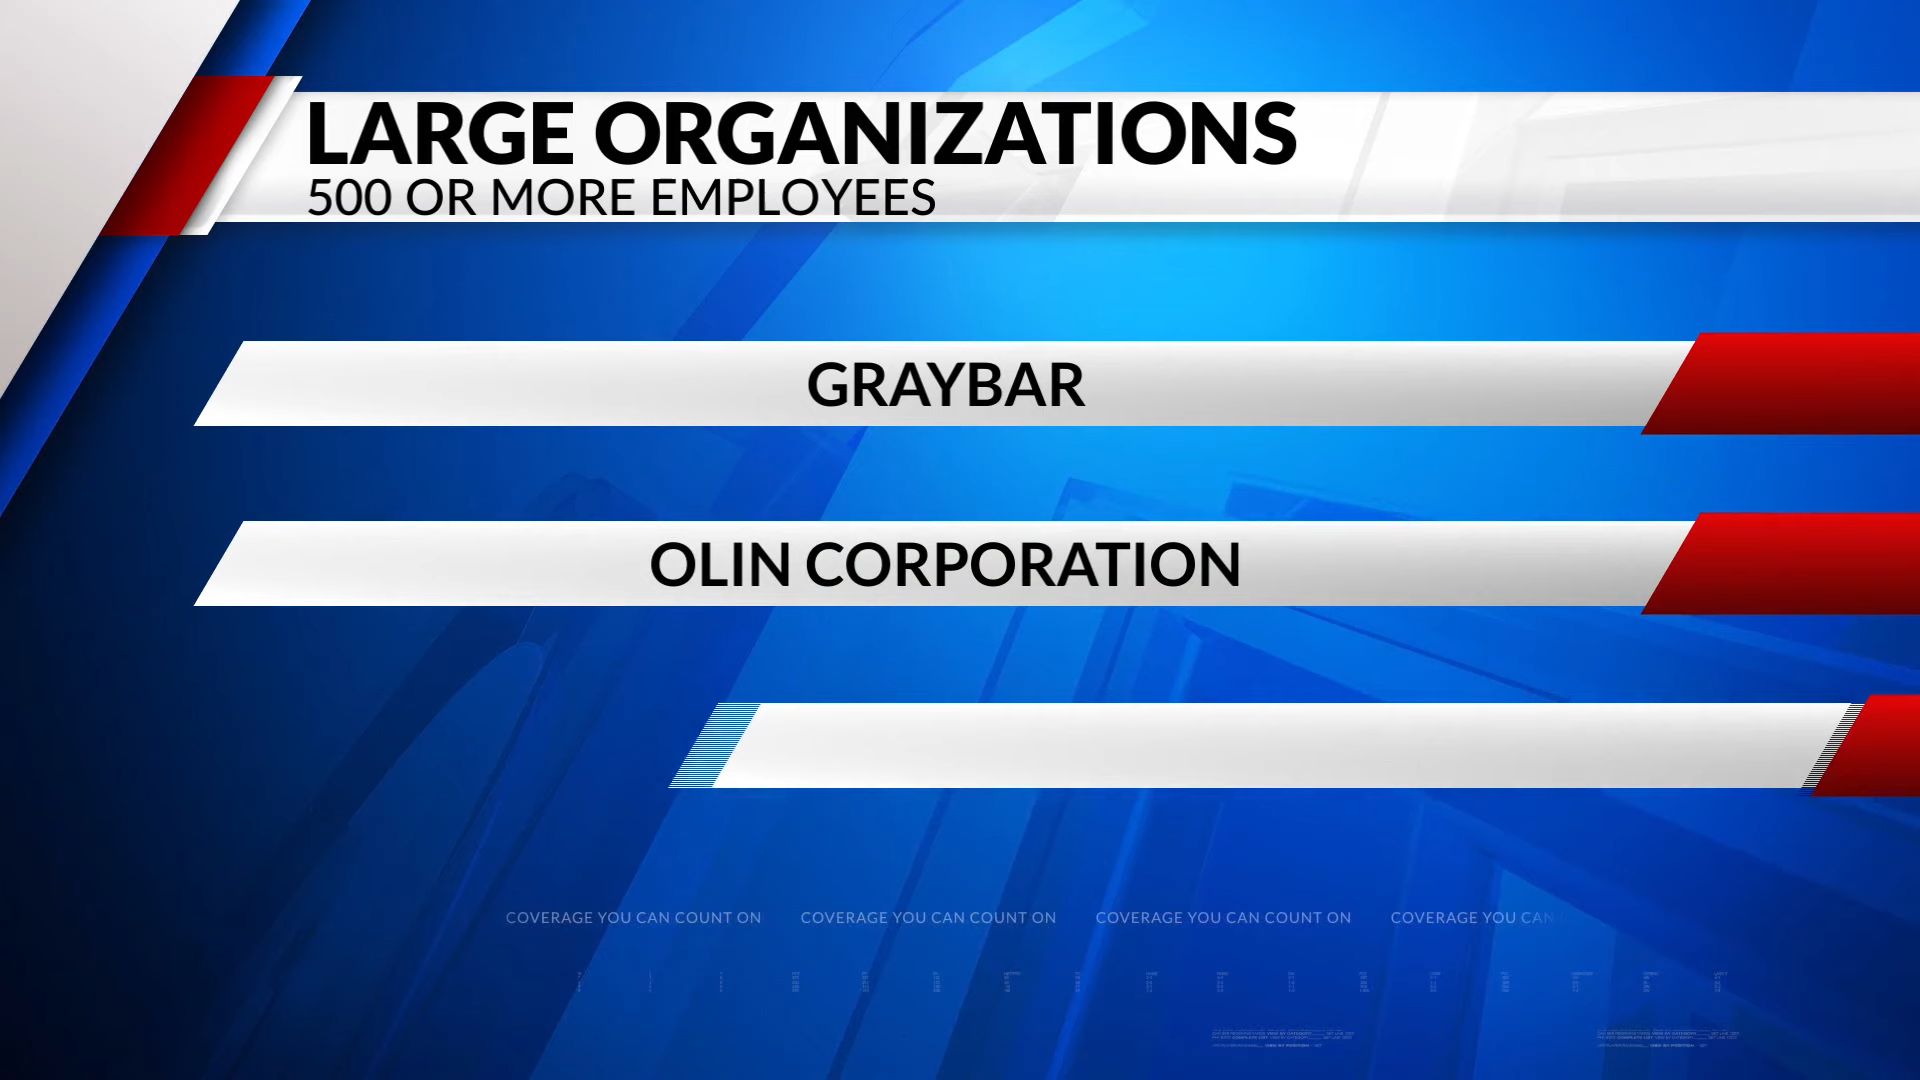 LARGE ORGANIZATIONS
500 OR MORE EMPLOYEES
GRAYBAR
OLIN CORPORATION
COVERAGE YOU CAN COUNT ON COVERAGE YOU CAN COUNT ON COVERAGE YOU CAN COUNT ON COVERAGE YOU CAN